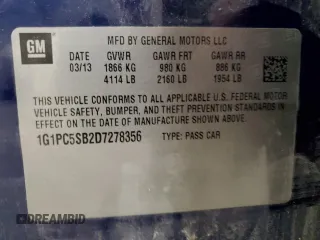 GM
MFD BY GENERAL MOTORS LLC
DATE GVWR GAWR FRT GAWR RR
03/13 1866 KG 980 KG 886 KG
4114 LB 2160 LB 1954 LB
THIS VEHICLE CONFORMS TO ALL APPLICABLE U.S. FEDERAL MOTOR
VEHICLE SAFETY, BUMPER, AND THEFT PREVENTION STANDARDS IN
EFFECT ON THE DATE OF MANUFACTURE SHOWN ABOVE.
1G1PC5SB2D7278356 TYPE: PASS CAR
DREAMBID